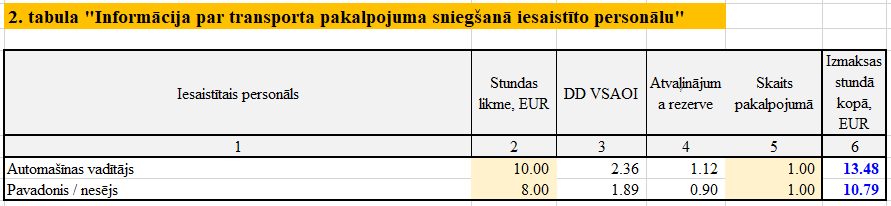 2. tabula "Informācija par transporta pakalpojuma sniegšanā iesaistīto personālu"
Iesaistītais personāls Stundas likme, EUR DD VSAOI Atvaļinājuma rezerve Skaits pakalpojumā Izmaksas stundā kopā, EUR
1 2 3 4 5 6
Automašīnas vadītājs 10.00 2.36 1.12 1.00 13.48
Pavadonis / nesējs 8.00 1.89 0.90 1.00 10.79